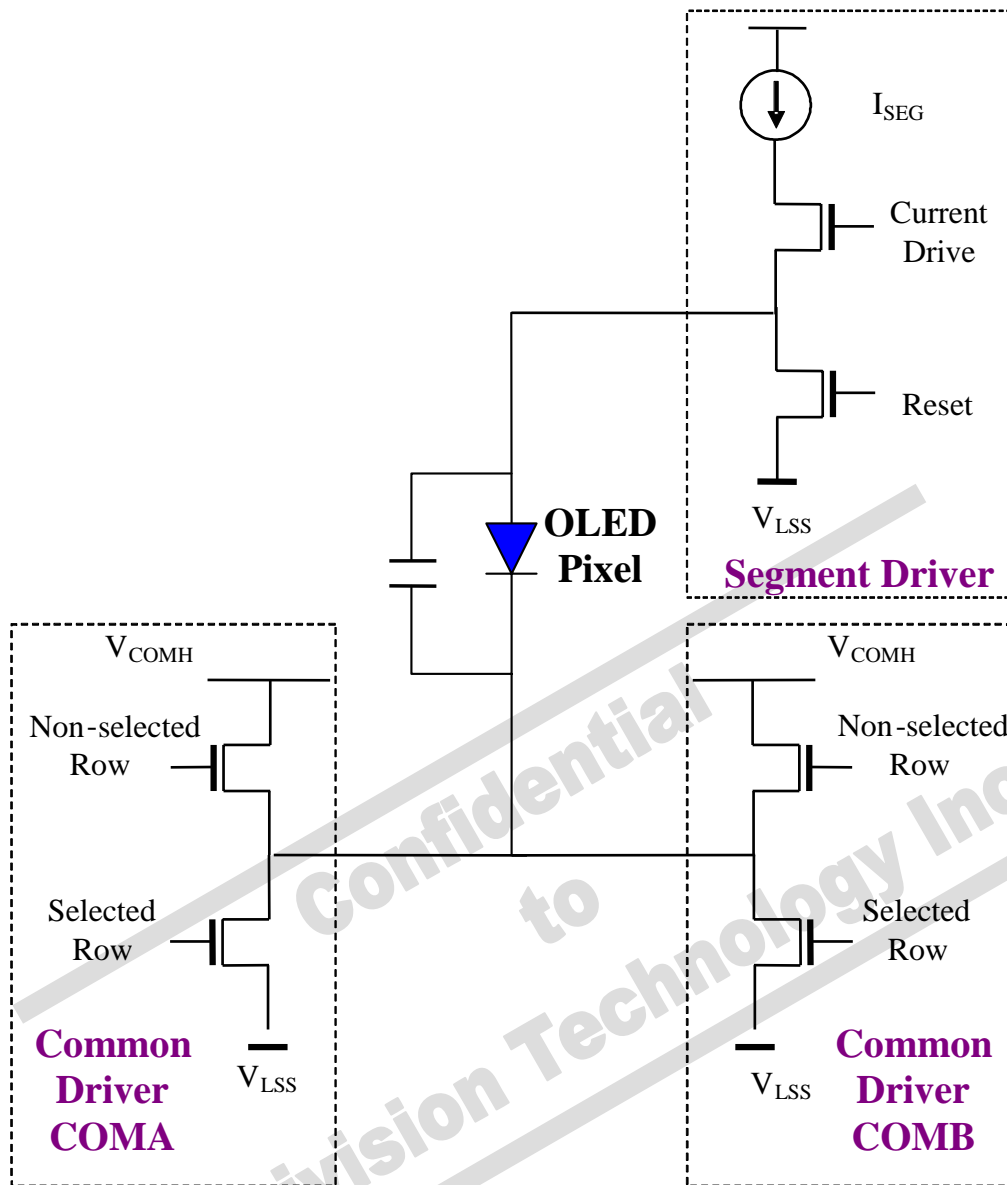 I_SEG
Current
Drive
Reset
V_LSS
Segment Driver
OLED
Pixel
V_COMH
Non-selected
Row
Selected
Row
V_LSS
Common
Driver
COMA
V_COMH
Non-selected
Row
Selected
Row
V_LSS
Common
Driver
COMB
Confidential
to
Technology Inc